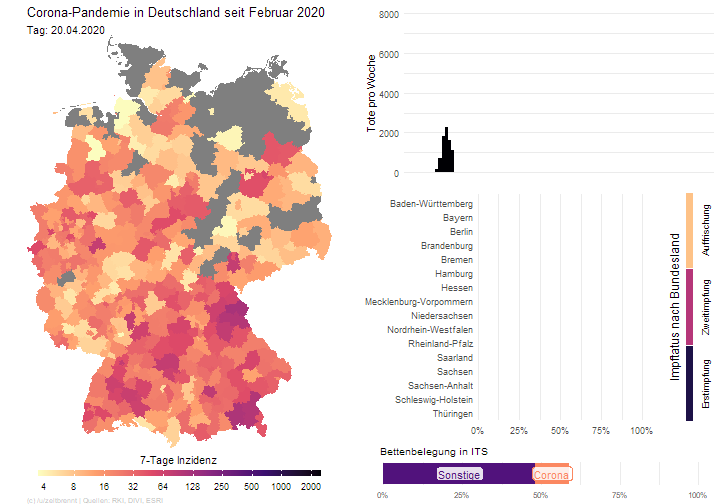 Corona-Pandemie in Deutschland seit Februar 2020
Tag: 20.04.2020
7-Tage Inzidenz
4 8 16 32 64 128 250 500 1000 2000
(c) /u/zeitbrennt | Quellen: RKI, DIVI, ESRI
Tote pro Woche
8000
6000
4000
2000
0
Baden-Württemberg
Bayern
Berlin
Brandenburg
Bremen
Hamburg
Hessen
Mecklenburg-Vorpommern
Niedersachsen
Nordrhein-Westfalen
Rheinland-Pfalz
Saarland
Sachsen
Sachsen-Anhalt
Schleswig-Holstein
Thüringen
0% 25% 50% 75% 100%
Impfstatus nach Bundesland
Auffrischung
Zweitimpfung
Erstimpfung
Bettenbelegung in ITS
Sonstige Corona
0% 25% 50% 75% 100%